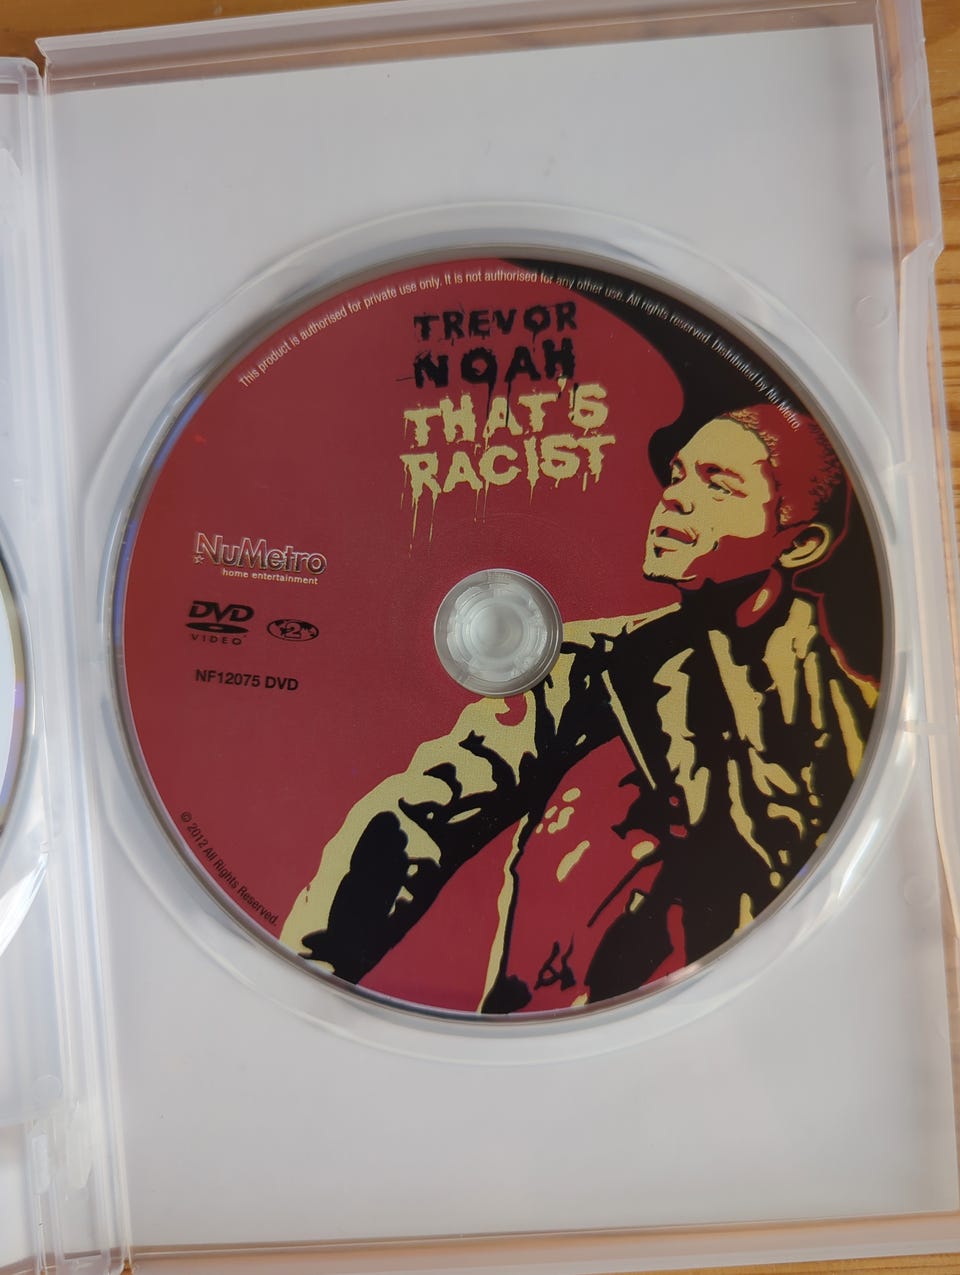 This product is authorised for private use only. It is not authorised for any other use. All rights reserved. Distributed by Nu Metro.
TREVOR
NOAH
THAT'S
RACIST
NuMetro
home entertainment
DVD
VIDEO
2
NF12075 DVD
© 2012 All Rights Reserved.